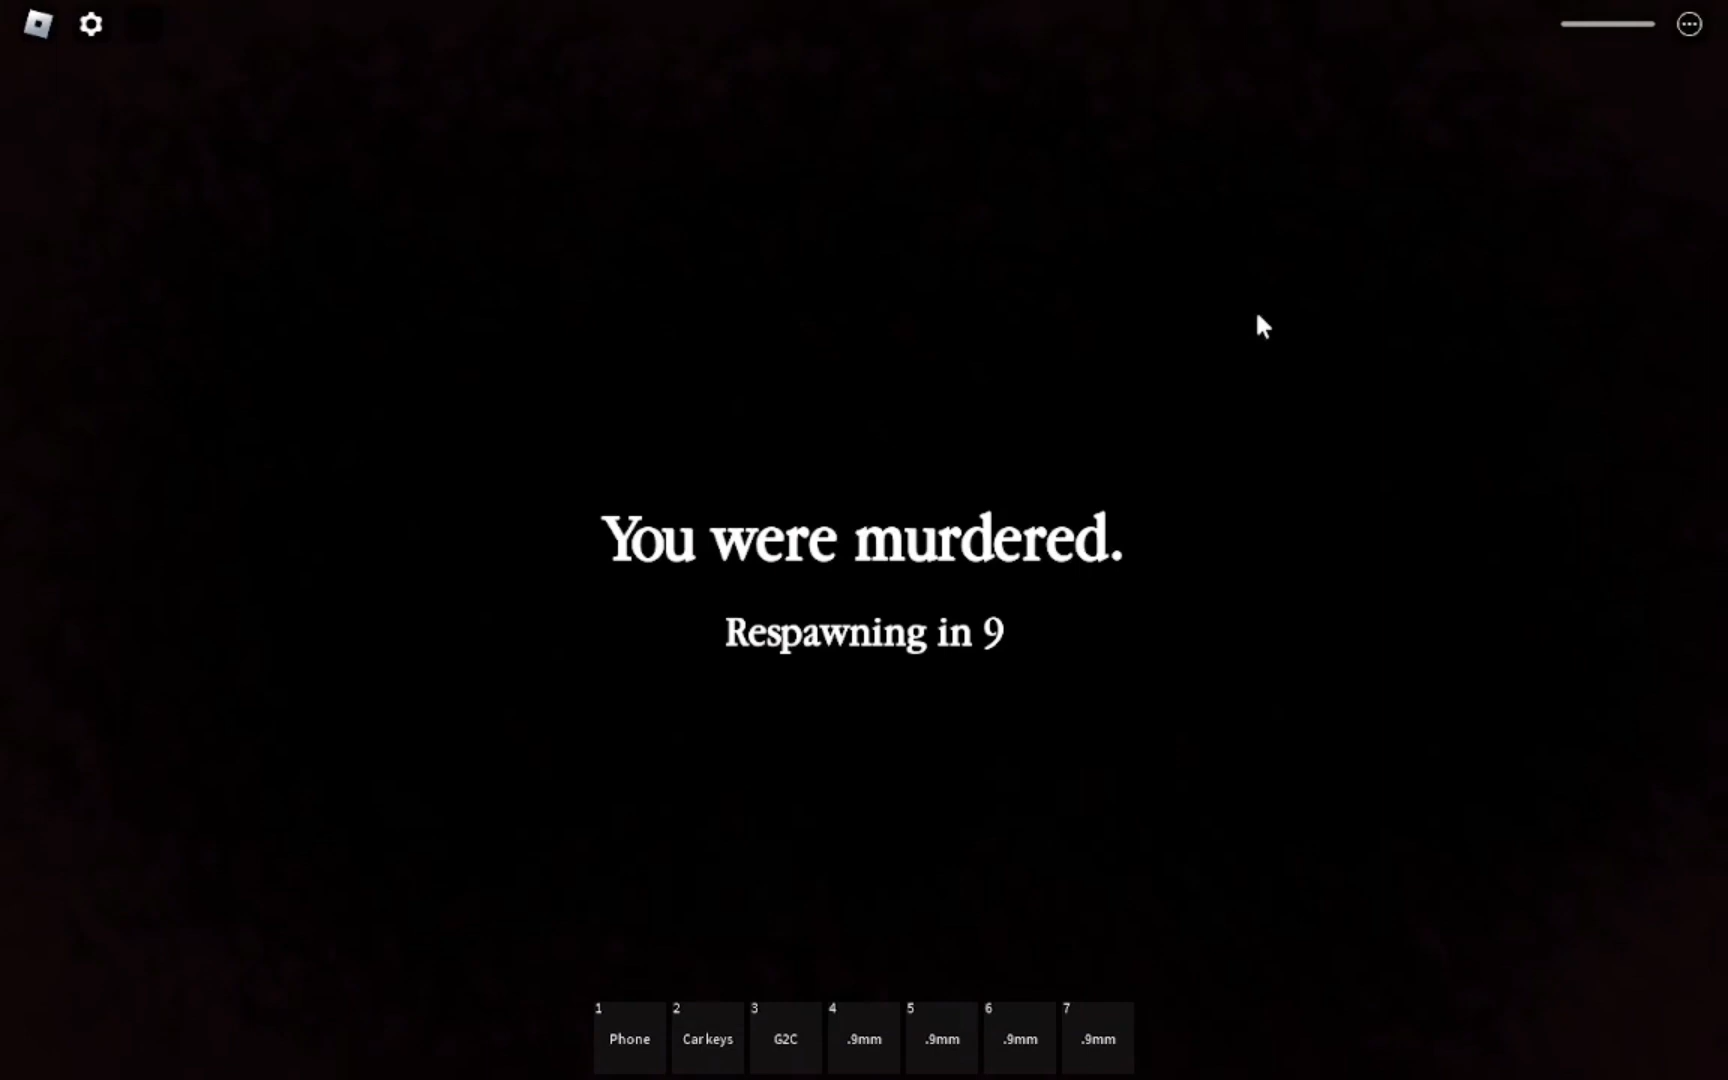 You were murdered.
Respawning in 9
1 2 3 4 5 6 7
Phone Car keys G2C .9mm .9mm .9mm .9mm